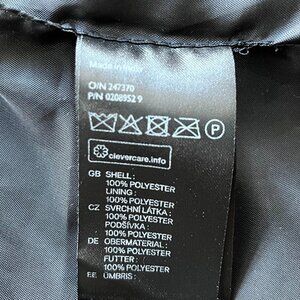 Made in
O/N 247370
P/N 0208952 9
P
clevercare.info
GB SHELL:
100% POLYESTER
LINING:
100% POLYESTER
CZ SVRCHNÍ LÁTKA:
100% POLYESTER
PODŠÍVKA:
100% POLYESTER
DE OBERMATERIAL:
100% POLYESTER
FUTTER:
100% POLYESTER
EE ÜMBRIS: